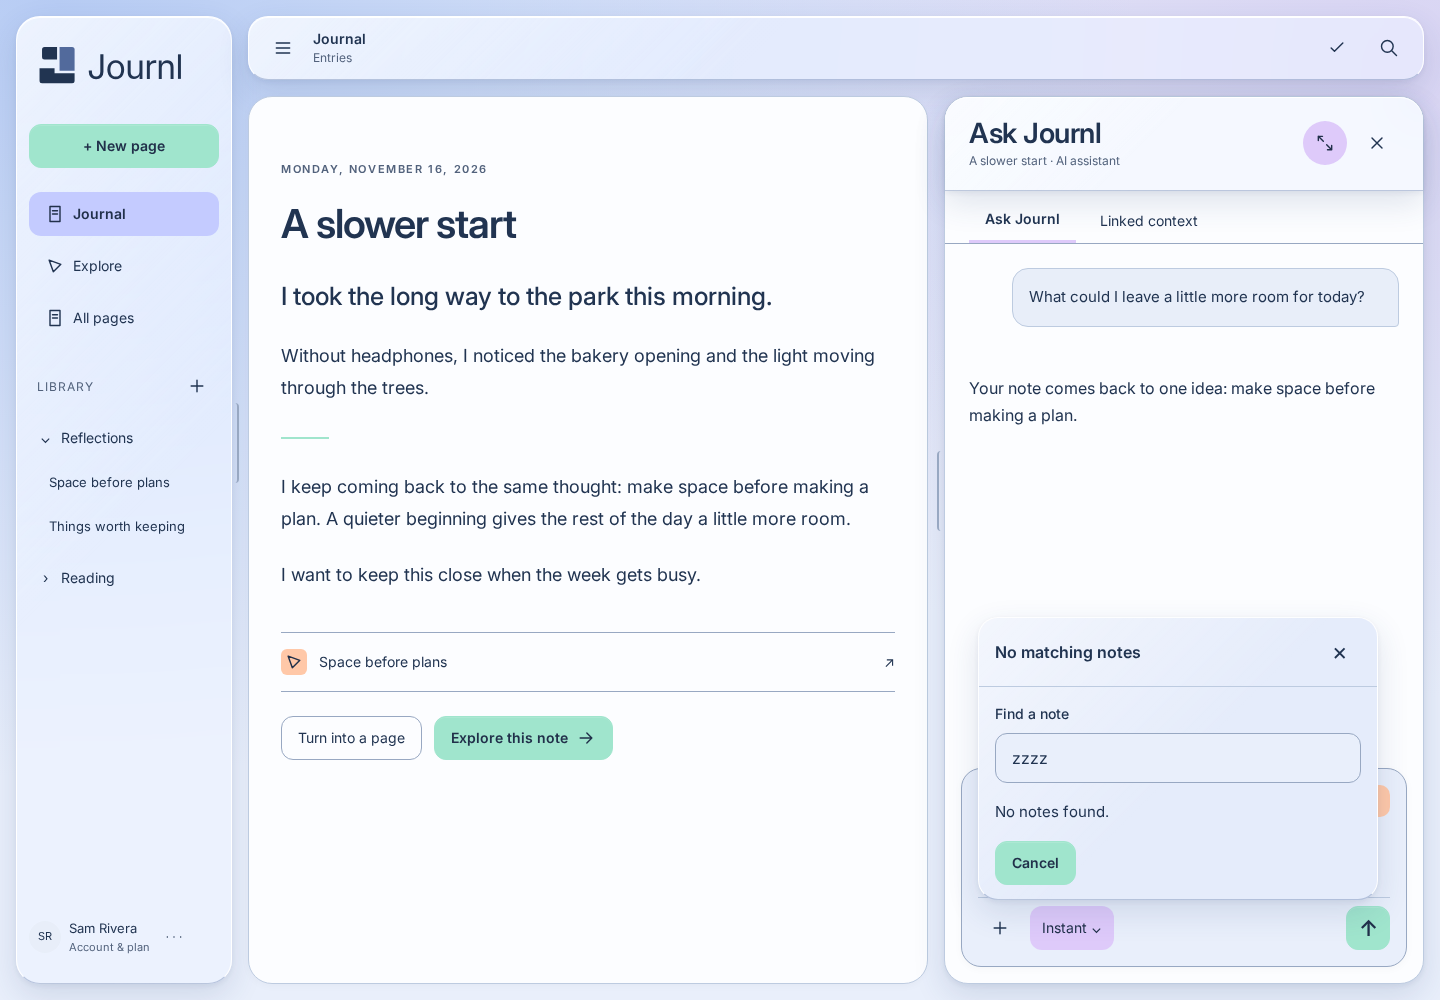 Journl
+ New page
Journal
Explore
All pages
LIBRARY
Reflections
Space before plans
Things worth keeping
Reading
SR
Sam Rivera
Account & plan
Journal
Entries
MONDAY, NOVEMBER 16, 2026
A slower start
I took the long way to the park this morning.
Without headphones, I noticed the bakery opening and the light moving
through the trees.
I keep coming back to the same thought: make space before making a
plan. A quieter beginning gives the rest of the day a little more room.
I want to keep this close when the week gets busy.
Space before plans
Turn into a page
Explore this note
Ask Journl
A slower start · AI assistant
Ask Journl
Linked context
What could I leave a little more room for today?
Your note comes back to one idea: make space before
making a plan.
No matching notes
Find a note
zzzz
No notes found.
Cancel
Instant